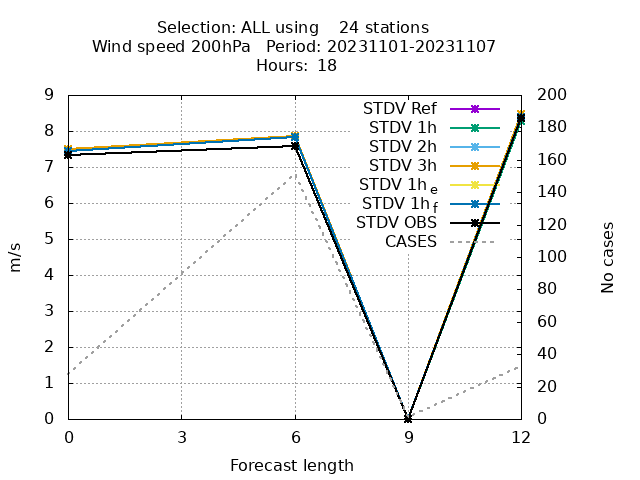 Selection: ALL using 24 stations
Wind speed 200hPa Period: 20231101-20231107
Hours: 18
9
8
7
6
5
4
3
2
1
0
m/s
STDV Ref
STDV 1h
STDV 2h
STDV 3h
STDV 1h e
STDV 1h f
STDV OBS
CASES
200
180
160
140
120
100
80
60
40
20
0
No cases
0 3 6 9 12
Forecast length